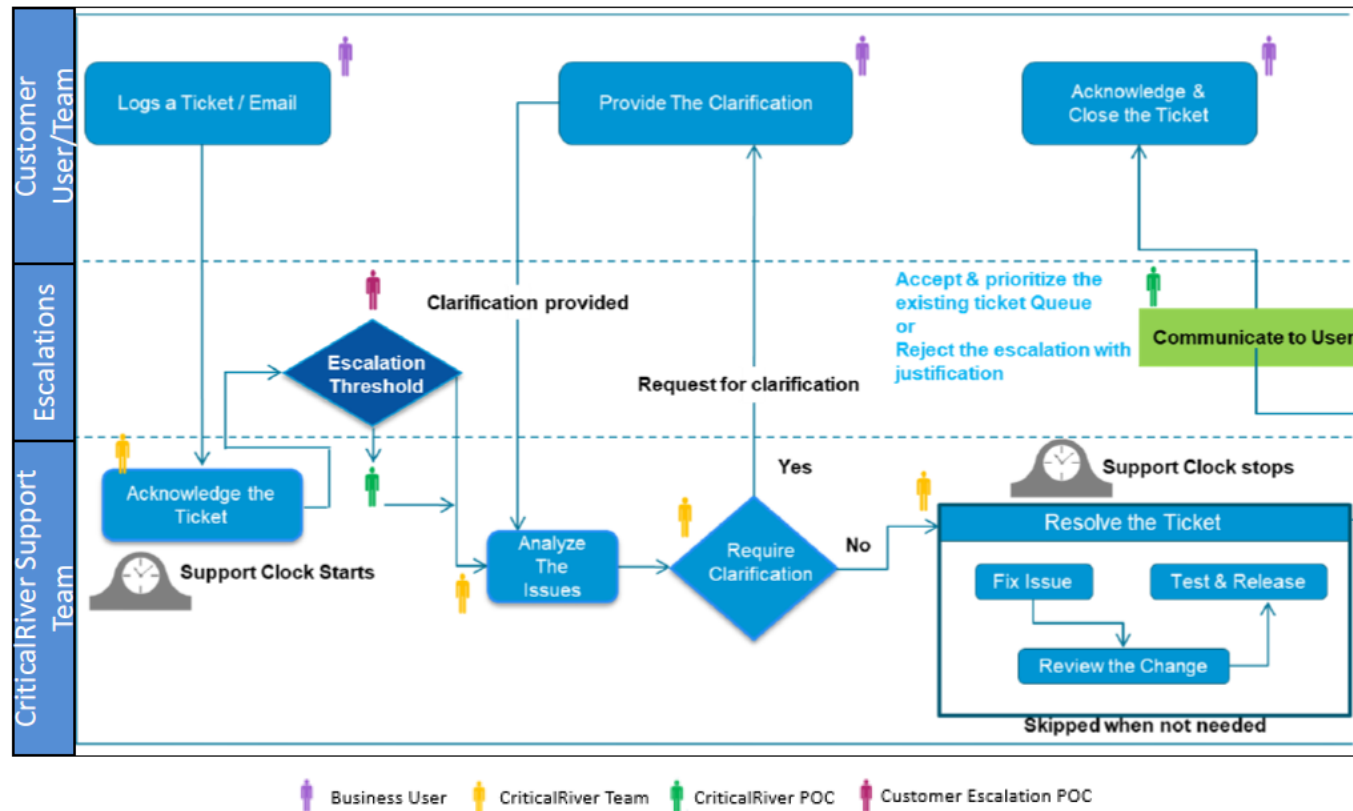 Customer
User/Team
Logs a Ticket / Email
Provide The Clarification
Acknowledge &
Close the Ticket
Escalations
Escalation
Threshold
Clarification provided
Request for clarification
Accept & prioritize the
existing ticket Queue
or
Reject the escalation with
justification
Communicate to User
CriticalRiver Support
Team
Acknowledge the
Ticket
Support Clock Starts
Analyze
The
Issues
Require
Clarification
Yes
No
Support Clock stops
Resolve the Ticket
Fix Issue
Test & Release
Review the Change
Skipped when not needed
Business User
CriticalRiver Team
CriticalRiver POC
Customer Escalation POC